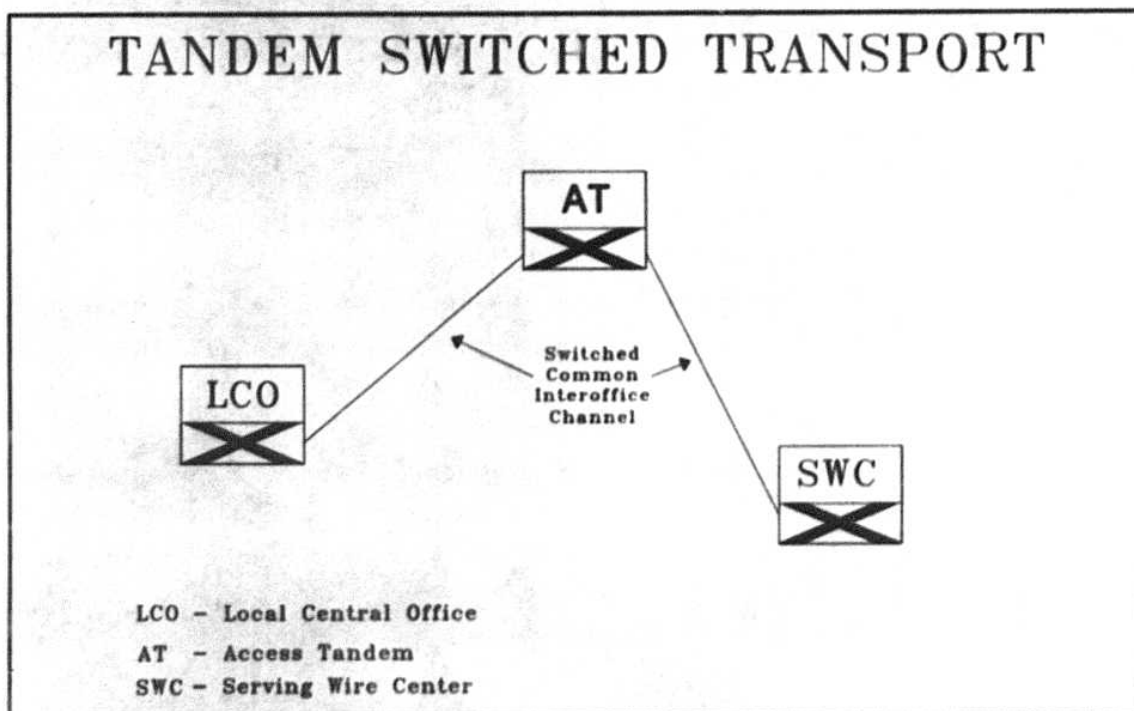 TANDEM SWITCHED TRANSPORT
AT
Switched
Common
Interoffice
Channel
LCO
SWC
LCO - Local Central Office
AT - Access Tandem
SWC - Serving Wire Center